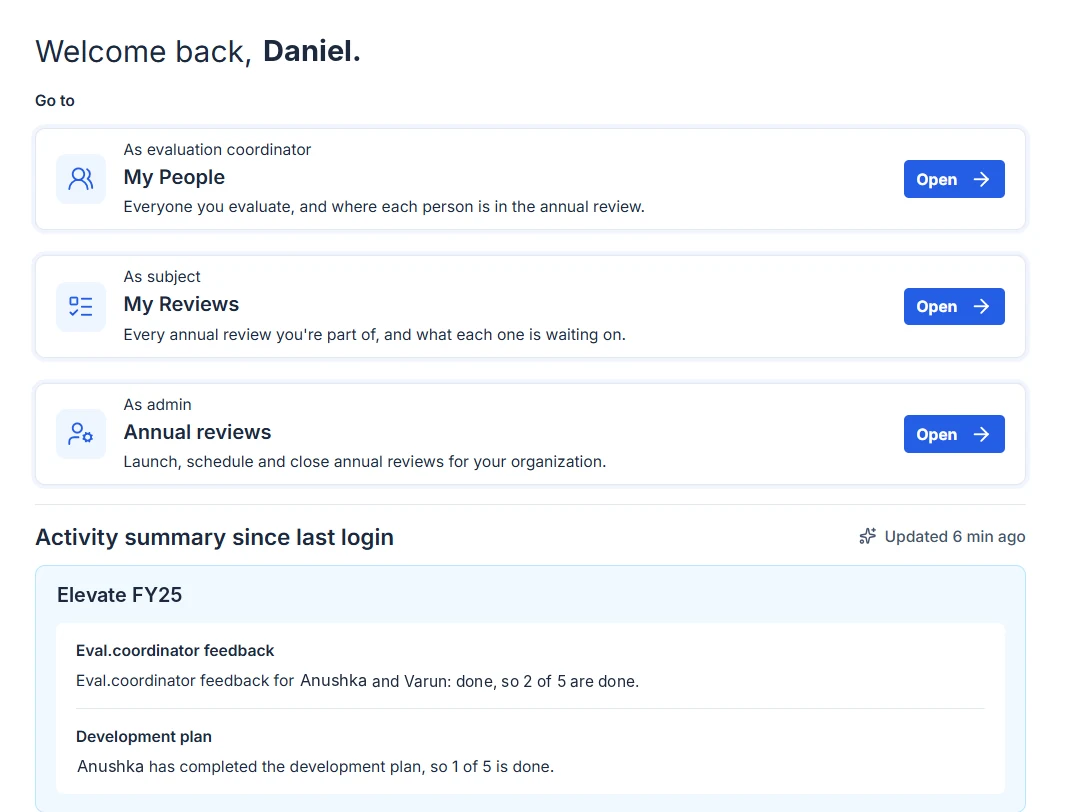 Welcome back, Daniel.
Go to
As evaluation coordinator
My People
Everyone you evaluate, and where each person is in the annual review.
Open
As subject
My Reviews
Every annual review you're part of, and what each one is waiting on.
Open
As admin
Annual reviews
Launch, schedule and close annual reviews for your organization.
Open
Activity summary since last login
Updated 6 min ago
Elevate FY25
Eval.coordinator feedback
Eval.coordinator feedback for Anushka and Varun: done, so 2 of 5 are done.
Development plan
Anushka has completed the development plan, so 1 of 5 is done.